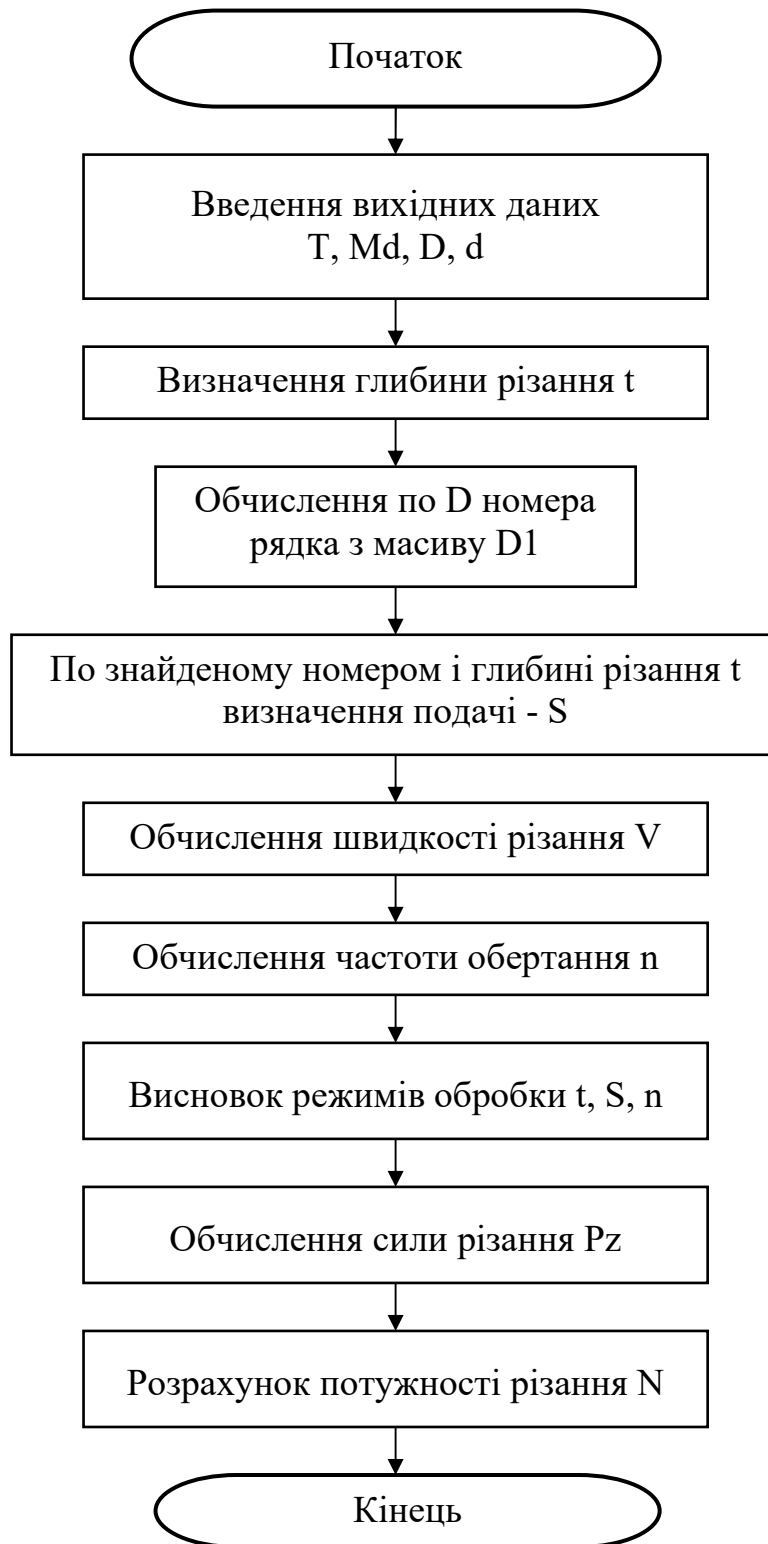 Початок
Введення вихідних даних
T, Md, D, d
Визначення глибини різання t
Обчислення по D номера
рядка з масиву D1
По знайденому номером і глибині різання t
визначення подачі - S
Обчислення швидкості різання V
Обчислення частоти обертання n
Висновок режимів обробки t, S, n
Обчислення сили різання Pz
Розрахунок потужності різання N
Кінець